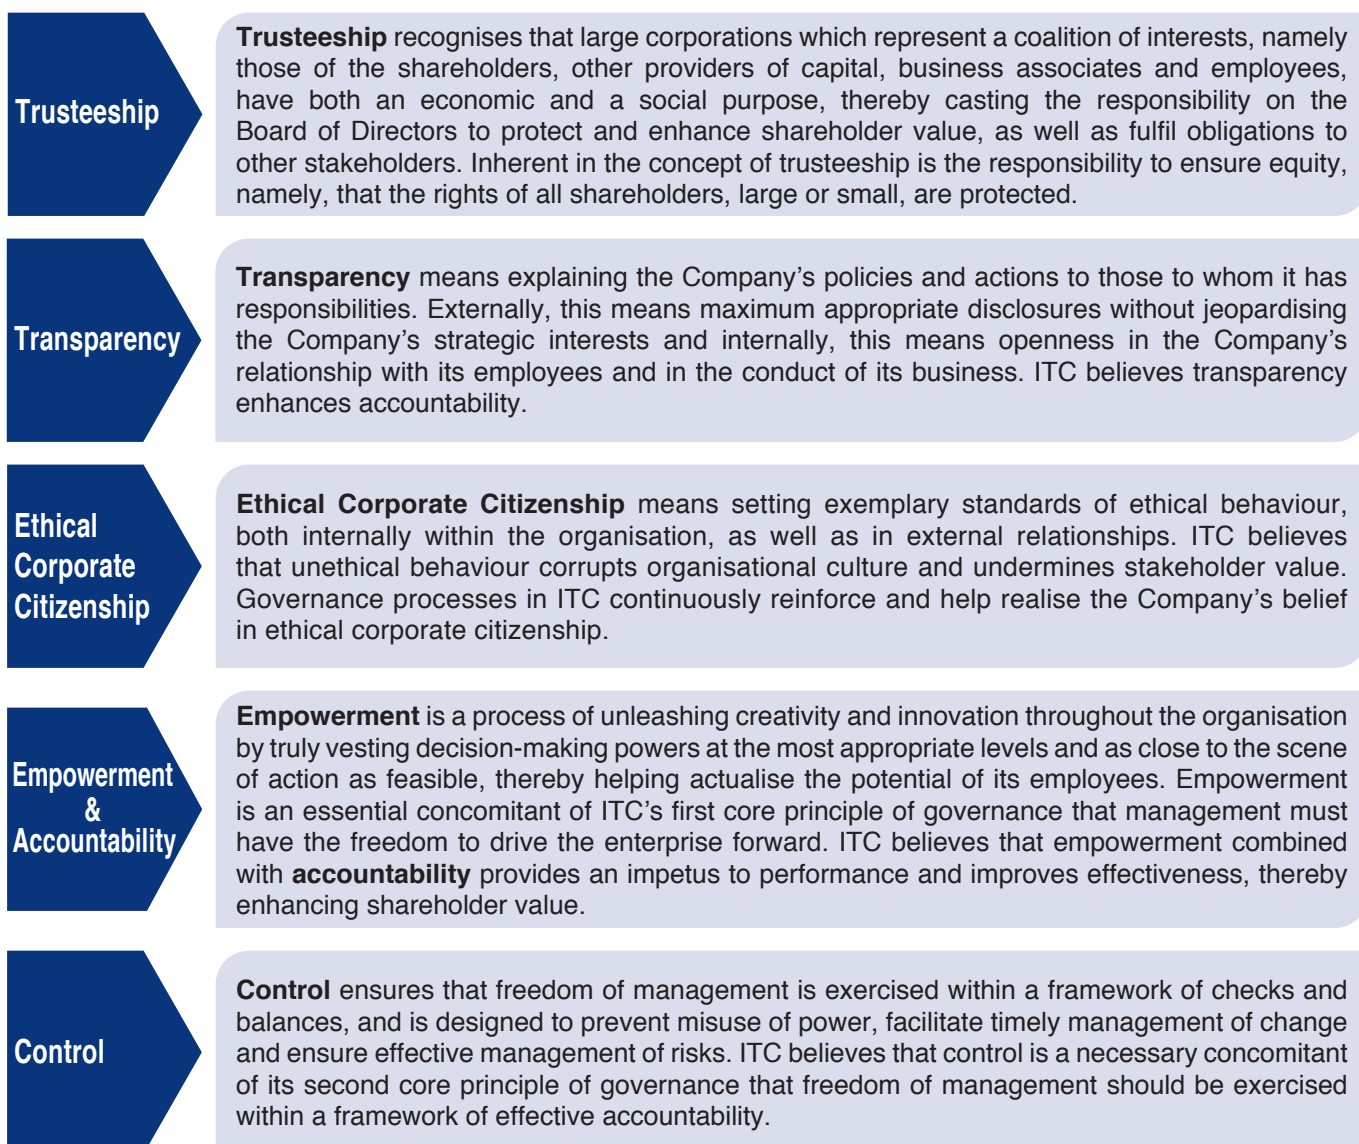 Trusteeship
Trusteeship recognises that large corporations which represent a coalition of interests, namely
those of the shareholders, other providers of capital, business associates and employees,
have both an economic and a social purpose, thereby casting the responsibility on the
Board of Directors to protect and enhance shareholder value, as well as fulfil obligations to
other stakeholders. Inherent in the concept of trusteeship is the responsibility to ensure equity,
namely, that the rights of all shareholders, large or small, are protected.
Transparency
Transparency means explaining the Company’s policies and actions to those to whom it has
responsibilities. Externally, this means maximum appropriate disclosures without jeopardising
the Company’s strategic interests and internally, this means openness in the Company’s
relationship with its employees and in the conduct of its business. ITC believes transparency
enhances accountability.
Ethical
Corporate
Citizenship
Ethical Corporate Citizenship means setting exemplary standards of ethical behaviour,
both internally within the organisation, as well as in external relationships. ITC believes
that unethical behaviour corrupts organisational culture and undermines stakeholder value.
Governance processes in ITC continuously reinforce and help realise the Company’s belief
in ethical corporate citizenship.
Empowerment
&
Accountability
Empowerment is a process of unleashing creativity and innovation throughout the organisation
by truly vesting decision-making powers at the most appropriate levels and as close to the scene
of action as feasible, thereby helping actualise the potential of its employees. Empowerment
is an essential concomitant of ITC’s first core principle of governance that management must
have the freedom to drive the enterprise forward. ITC believes that empowerment combined
with accountability provides an impetus to performance and improves effectiveness, thereby
enhancing shareholder value.
Control
Control ensures that freedom of management is exercised within a framework of checks and
balances, and is designed to prevent misuse of power, facilitate timely management of change
and ensure effective management of risks. ITC believes that control is a necessary concomitant
of its second core principle of governance that freedom of management should be exercised
within a framework of effective accountability.